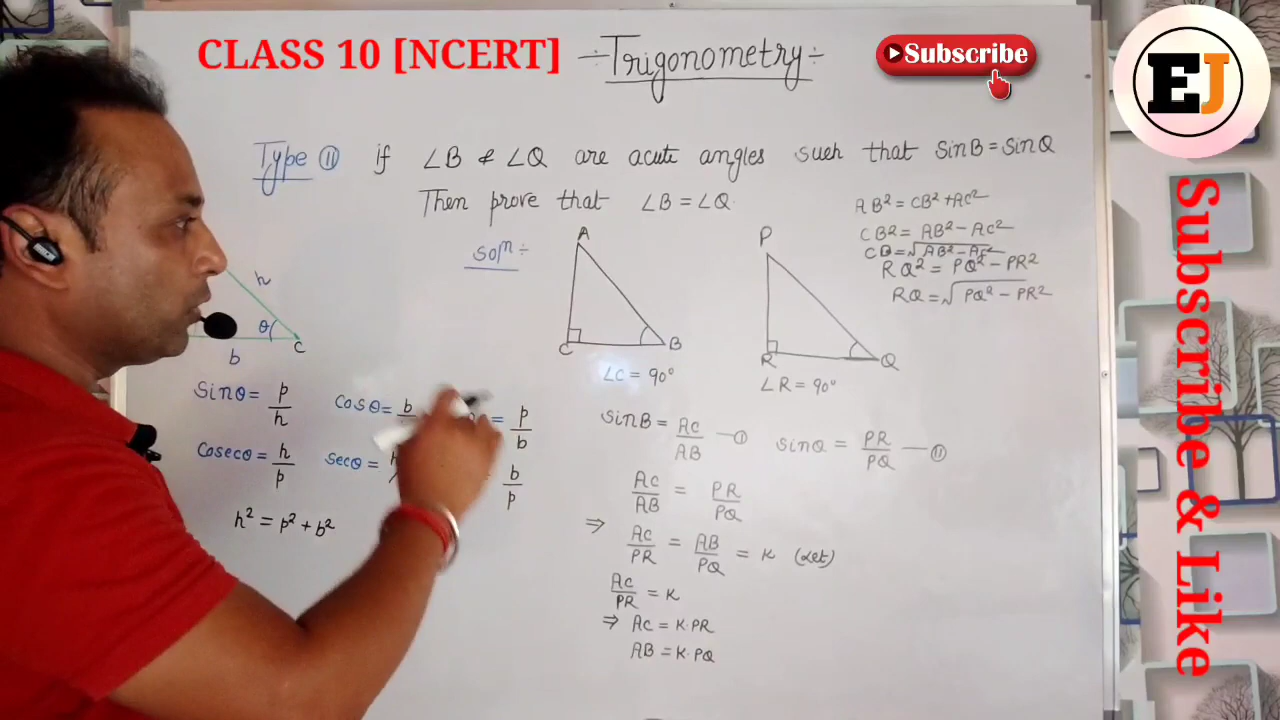 CLASS 10 [NCERT]
÷Trigonometry÷
Subscribe
EJ
Subscribe & Like
Type ⑪ if ∠B & ∠Q are acute angles such that SinB = SinQ
Then prove that ∠B = ∠Q.
Solⁿ ÷
A
C
B
∠C = 90°
P
R
Q
∠R = 90°
AB² = CB² + AC²
CB² = AB² - AC²
CB = √AB² - AC²
RQ² = PQ² - PR²
RQ = √PQ² - PR²
h
θ
b
C
Sinθ = p/h
Cosθ = b
= p/b
Cosecθ = h/p
Secθ = h
b/p
h² = p² + b²
SinB = AC/AB —①
SinQ = PR/PQ —⑪
AC/AB = PR/PQ
⇒ AC/PR = AB/PQ = K (Let)
AC/PR = K
⇒ AC = K·PR
AB = K·PQ